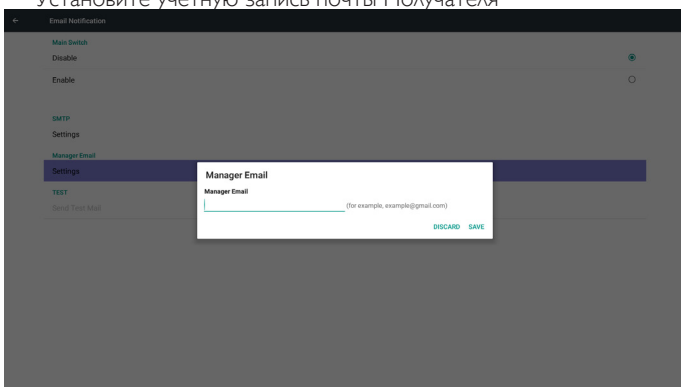 Установите учетную запись почты Получателя
← Email Notification
Main Switch
Disable
Enable
SMTP
Settings
Manager Email
Settings
TEST
Send Test Mail
Manager Email
Manager Email
(for example, example@gmail.com)
DISCARD SAVE